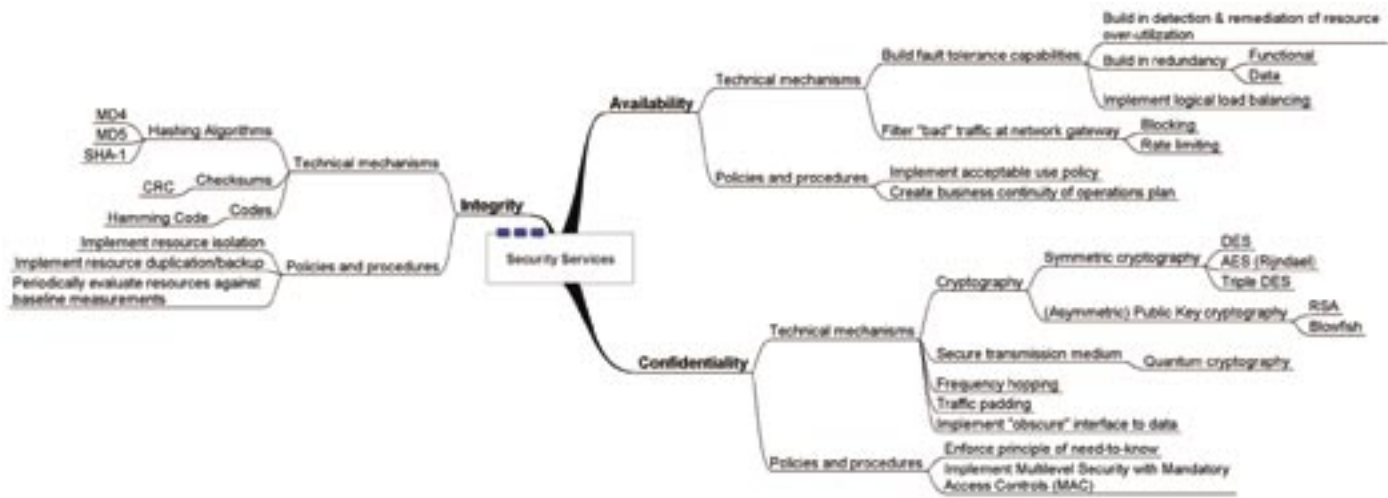 Security Services
Availability
Technical mechanisms
Build fault tolerance capabilities
Build in detection & remediation of resource
over-utilization
Build in redundancy
Functional
Data
Implement logical load balancing
Filter "bad" traffic at network gateway
Blocking
Rate limiting
Policies and procedures
Implement acceptable use policy
Create business continuity of operations plan
Integrity
Technical mechanisms
Hashing Algorithms
MD4
MD5
SHA-1
Checksums
CRC
Codes
Hamming Code
Policies and procedures
Implement resource isolation
Implement resource duplication/backup
Periodically evaluate resources against
baseline measurements
Confidentiality
Technical mechanisms
Cryptography
Symmetric cryptography
DES
AES (Rijndael)
Triple DES
(Asymmetric) Public Key cryptography
RSA
Blowfish
Secure transmission medium
Quantum cryptography
Frequency hopping
Traffic padding
Implement "obscure" interface to data
Policies and procedures
Enforce principle of need-to-know
Implement Multilevel Security with Mandatory
Access Controls (MAC)